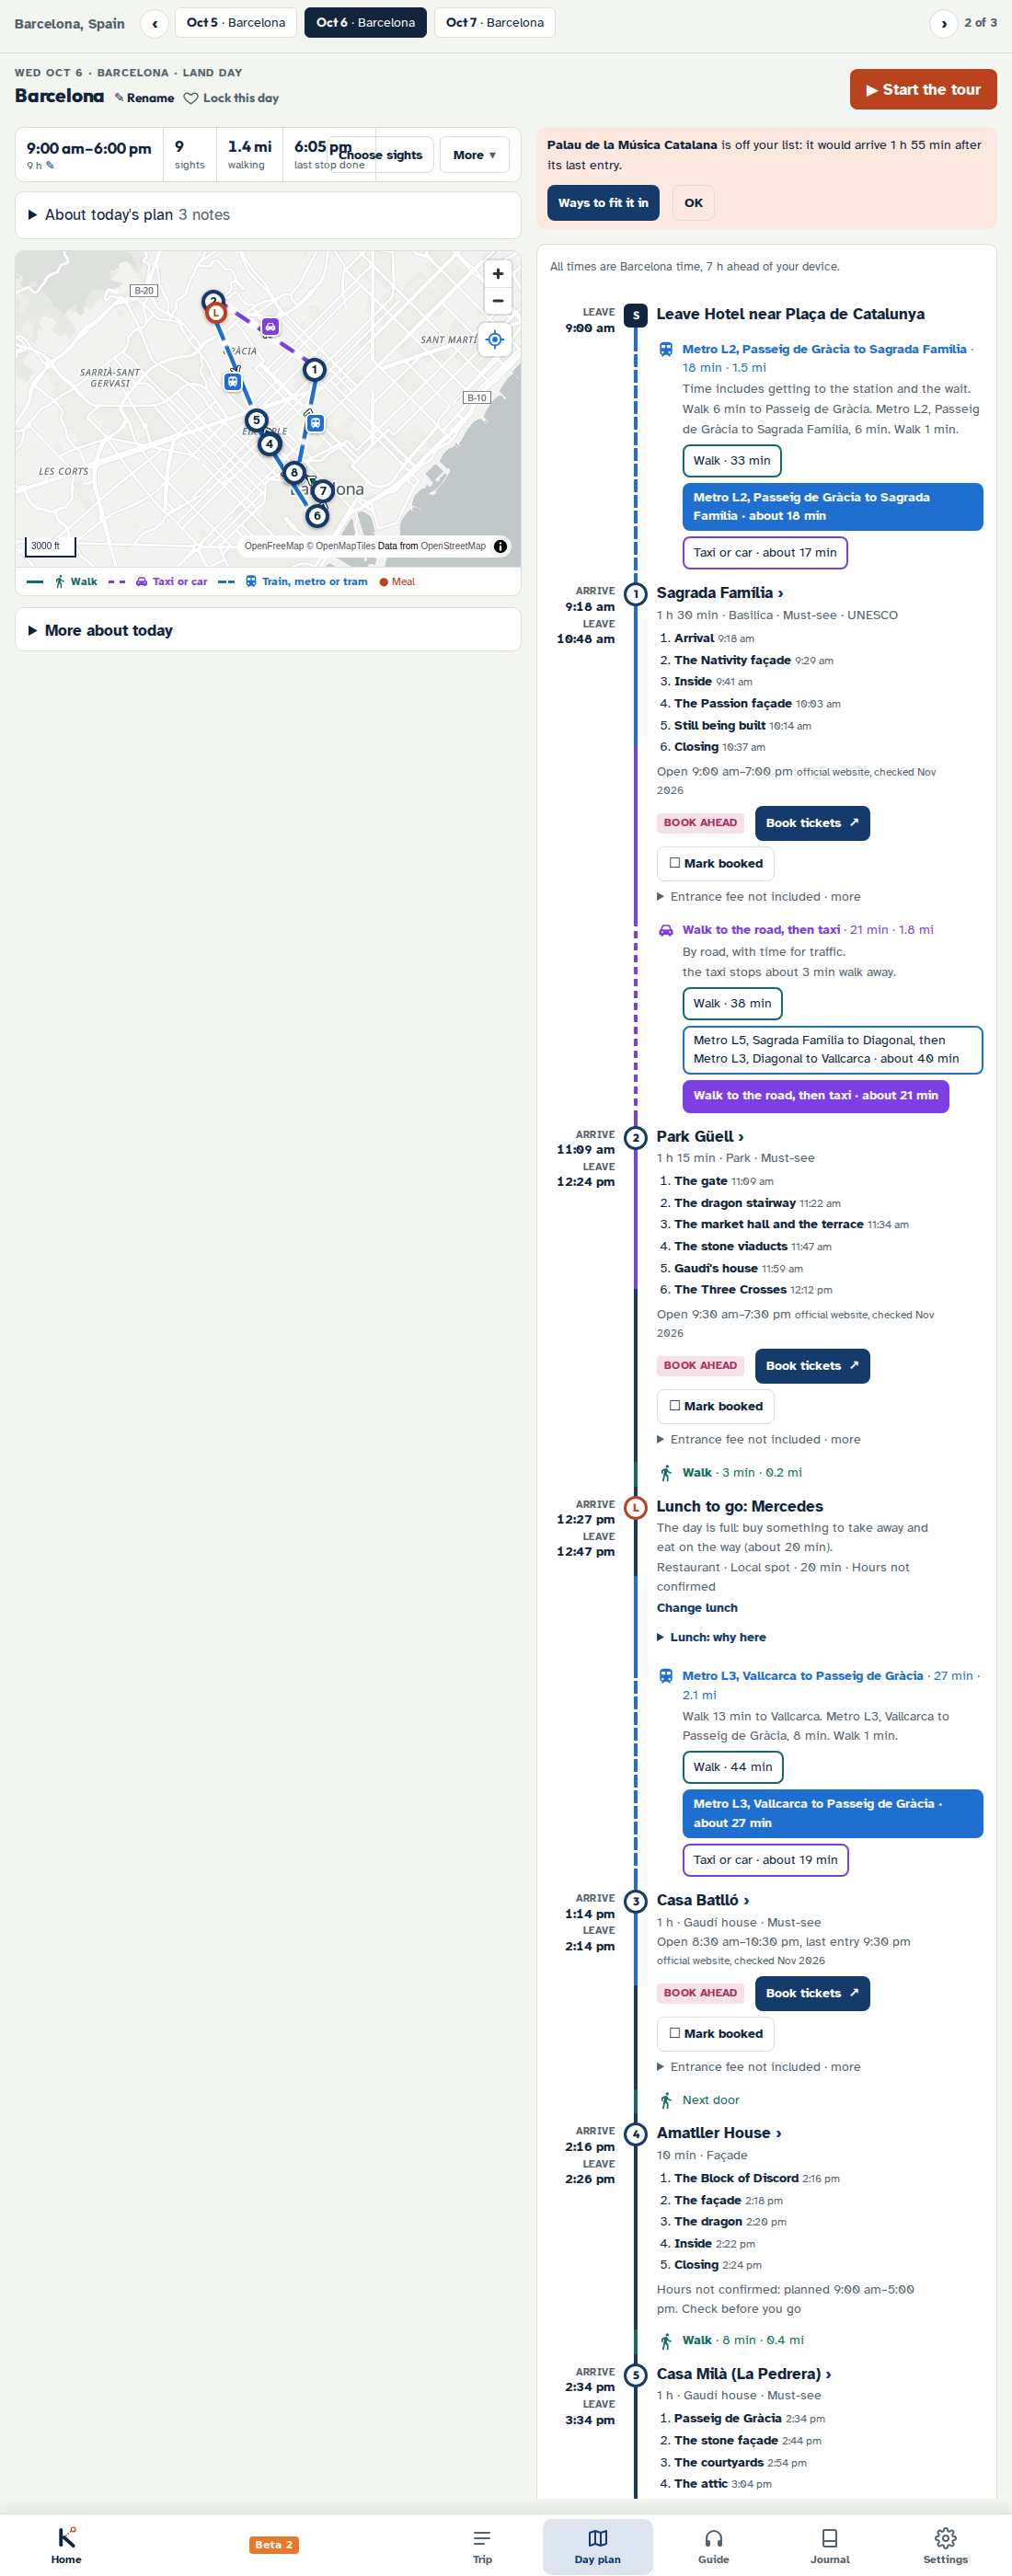 Barcelona, Spain
‹
Oct 5 · Barcelona
Oct 6 · Barcelona
Oct 7 · Barcelona
›
2 of 3
WED OCT 6 · BARCELONA · LAND DAY
Barcelona ✎ Rename Lock this day
▶ Start the tour
9:00 am–6:00 pm
9 h ✎
9
sights
1.4 mi
walking
6:05 pm
last stop done
Choose sights
More ▾
▶ About today's plan 3 notes
B-20
SANT MARTÍ
SARRIÀ-SANT
GERVASI
B-10
LES CORTS
2
L
1
5
4
8
7
6
+
−
3000 ft
OpenFreeMap © OpenMapTiles Data from OpenStreetMap
Walk
Taxi or car
Train, metro or tram
Meal
▶ More about today
Palau de la Música Catalana is off your list: it would arrive 1 h 55 min after
its last entry.
Ways to fit it in
OK
All times are Barcelona time, 7 h ahead of your device.
LEAVE
9:00 am
S
Leave Hotel near Plaça de Catalunya
Metro L2, Passeig de Gràcia to Sagrada Família ·
18 min · 1.5 mi
Time includes getting to the station and the wait.
Walk 6 min to Passeig de Gràcia. Metro L2, Passeig
de Gràcia to Sagrada Família, 6 min. Walk 1 min.
Walk · 33 min
Metro L2, Passeig de Gràcia to Sagrada
Família · about 18 min
Taxi or car · about 17 min
ARRIVE
9:18 am
LEAVE
10:48 am
1
Sagrada Família ›
1 h 30 min · Basilica · Must-see · UNESCO
1. Arrival 9:18 am
2. The Nativity façade 9:29 am
3. Inside 9:41 am
4. The Passion façade 10:03 am
5. Still being built 10:14 am
6. Closing 10:37 am
Open 9:00 am–7:00 pm official website, checked Nov
2026
BOOK AHEAD
Book tickets ↗
☐ Mark booked
▶ Entrance fee not included · more
Walk to the road, then taxi · 21 min · 1.8 mi
By road, with time for traffic.
the taxi stops about 3 min walk away.
Walk · 38 min
Metro L5, Sagrada Família to Diagonal, then
Metro L3, Diagonal to Vallcarca · about 40 min
Walk to the road, then taxi · about 21 min
ARRIVE
11:09 am
LEAVE
12:24 pm
2
Park Güell ›
1 h 15 min · Park · Must-see
1. The gate 11:09 am
2. The dragon stairway 11:22 am
3. The market hall and the terrace 11:34 am
4. The stone viaducts 11:47 am
5. Gaudí's house 11:59 am
6. The Three Crosses 12:12 pm
Open 9:30 am–7:30 pm official website, checked Nov
2026
BOOK AHEAD
Book tickets ↗
☐ Mark booked
▶ Entrance fee not included · more
Walk · 3 min · 0.2 mi
ARRIVE
12:27 pm
LEAVE
12:47 pm
L
Lunch to go: Mercedes
The day is full: buy something to take away and
eat on the way (about 20 min).
Restaurant · Local spot · 20 min · Hours not
confirmed
Change lunch
▶ Lunch: why here
Metro L3, Vallcarca to Passeig de Gràcia · 27 min ·
2.1 mi
Walk 13 min to Vallcarca. Metro L3, Vallcarca to
Passeig de Gràcia, 8 min. Walk 1 min.
Walk · 44 min
Metro L3, Vallcarca to Passeig de Gràcia ·
about 27 min
Taxi or car · about 19 min
ARRIVE
1:14 pm
LEAVE
2:14 pm
3
Casa Batlló ›
1 h · Gaudí house · Must-see
Open 8:30 am–10:30 pm, last entry 9:30 pm
official website, checked Nov 2026
BOOK AHEAD
Book tickets ↗
☐ Mark booked
▶ Entrance fee not included · more
Next door
ARRIVE
2:16 pm
LEAVE
2:26 pm
4
Amatller House ›
10 min · Façade
1. The Block of Discord 2:16 pm
2. The façade 2:18 pm
3. The dragon 2:20 pm
4. Inside 2:22 pm
5. Closing 2:24 pm
Hours not confirmed: planned 9:00 am–5:00
pm. Check before you go
Walk · 8 min · 0.4 mi
ARRIVE
2:34 pm
LEAVE
3:34 pm
5
Casa Milà (La Pedrera) ›
1 h · Gaudí house · Must-see
1. Passeig de Gràcia 2:34 pm
2. The stone façade 2:44 pm
3. The courtyards 2:54 pm
4. The attic 3:04 pm
Home
Beta 2
Trip
Day plan
Guide
Journal
Settings